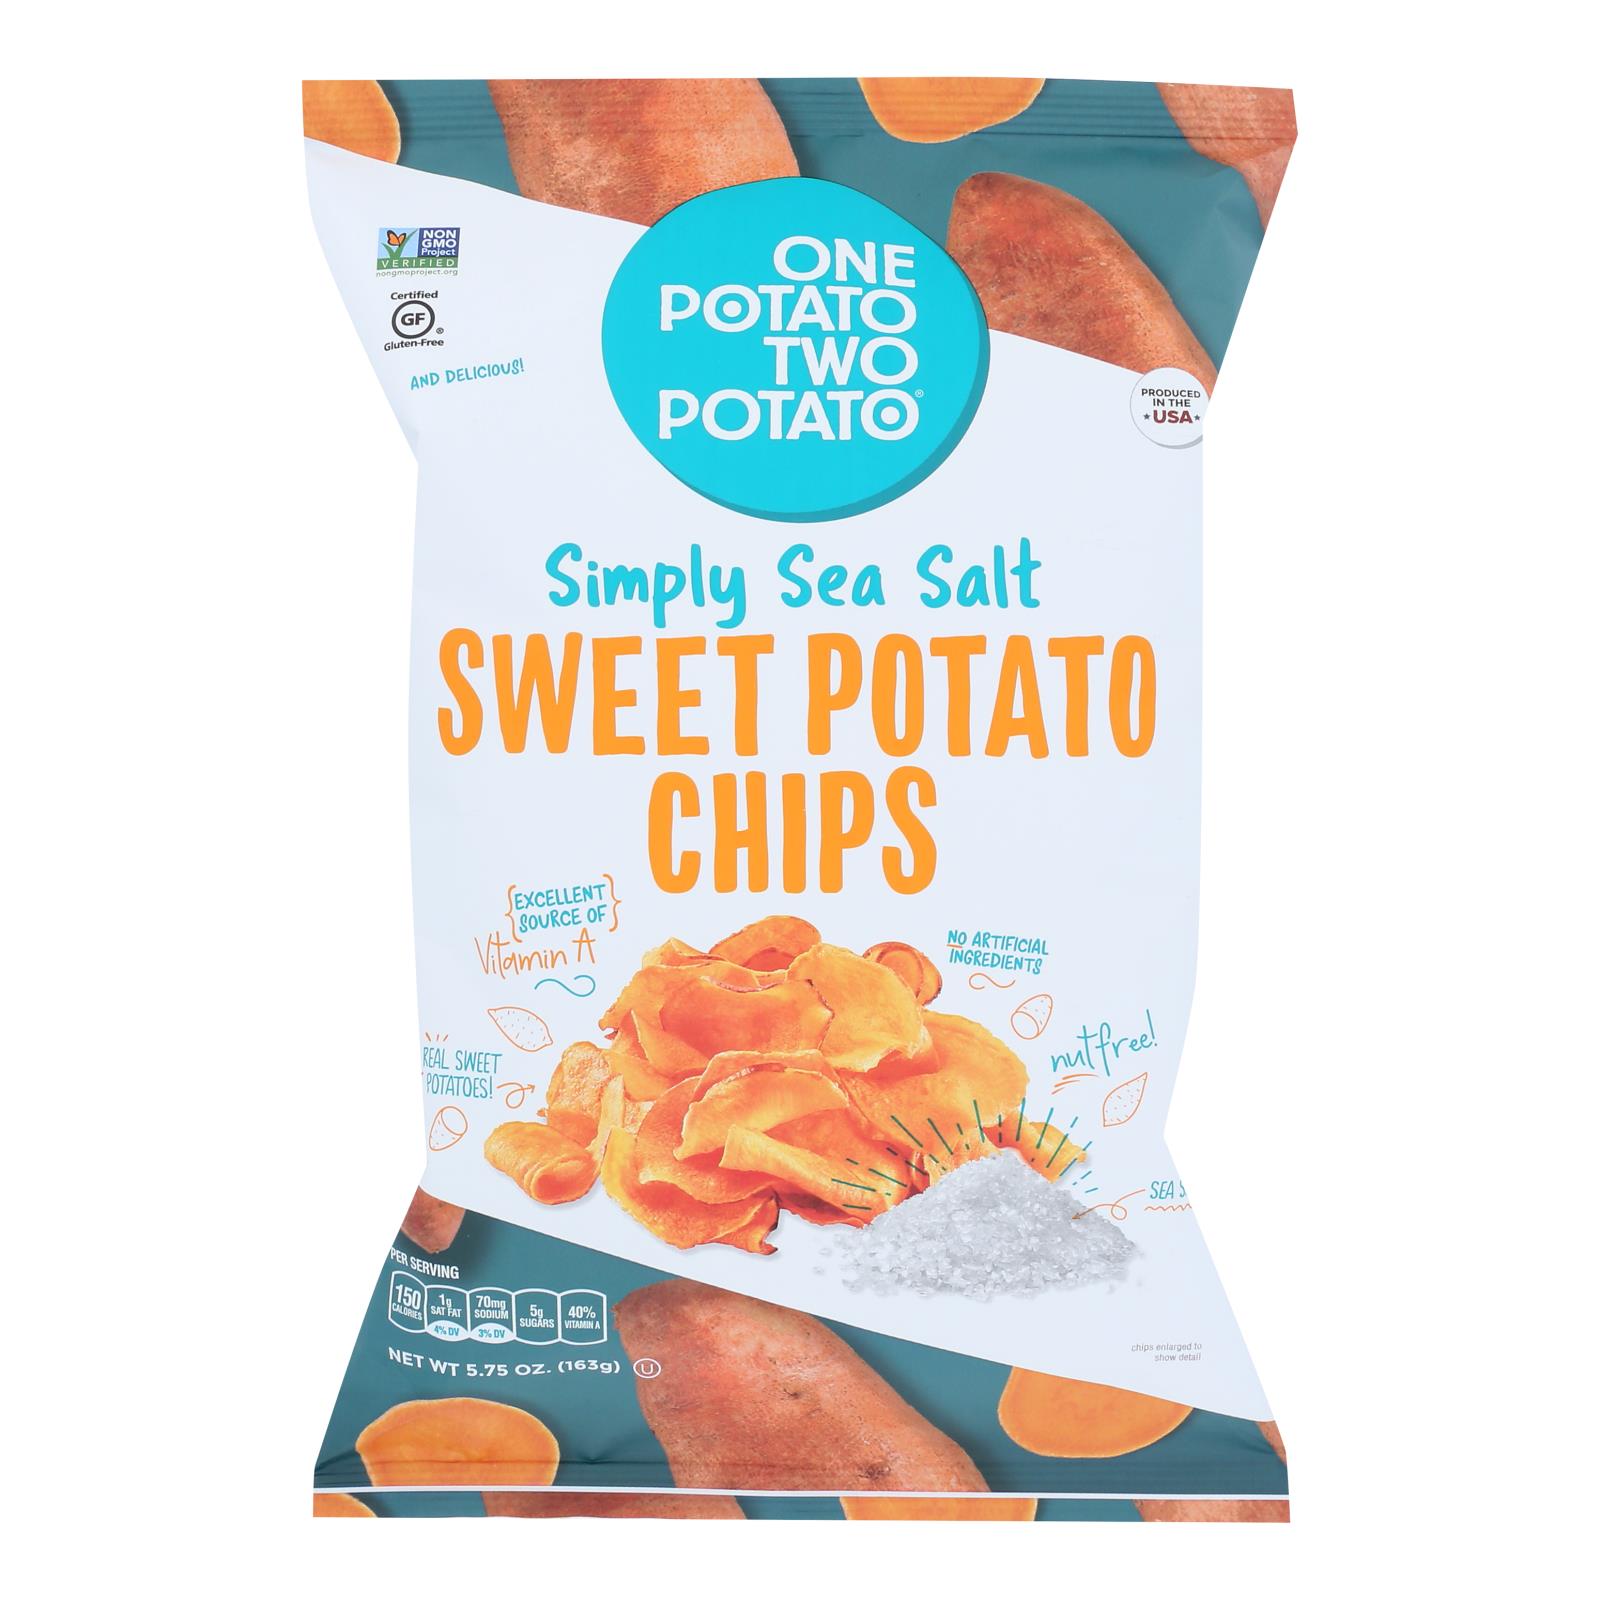 NON
GMO
Project
VERIFIED
nongmoproject.org
Certified
GF
®
Gluten-Free
AND DELICIOUS!
ONE
POTATO
TWO
POTATO®
PRODUCED
IN THE
★USA★
Simply Sea Salt
SWEET POTATO
CHIPS
{EXCELLENT
SOURCE OF}
Vitamin A
NO ARTIFICIAL
INGREDIENTS
nut free!
REAL SWEET
POTATOES!
SEA
PER SERVING
150
CALORIES
1g
SAT FAT
4% DV
70mg
SODIUM
3% DV
5g
SUGARS
40%
VITAMIN A
NET WT 5.75 OZ. (163g) U
chips enlarged to
show detail